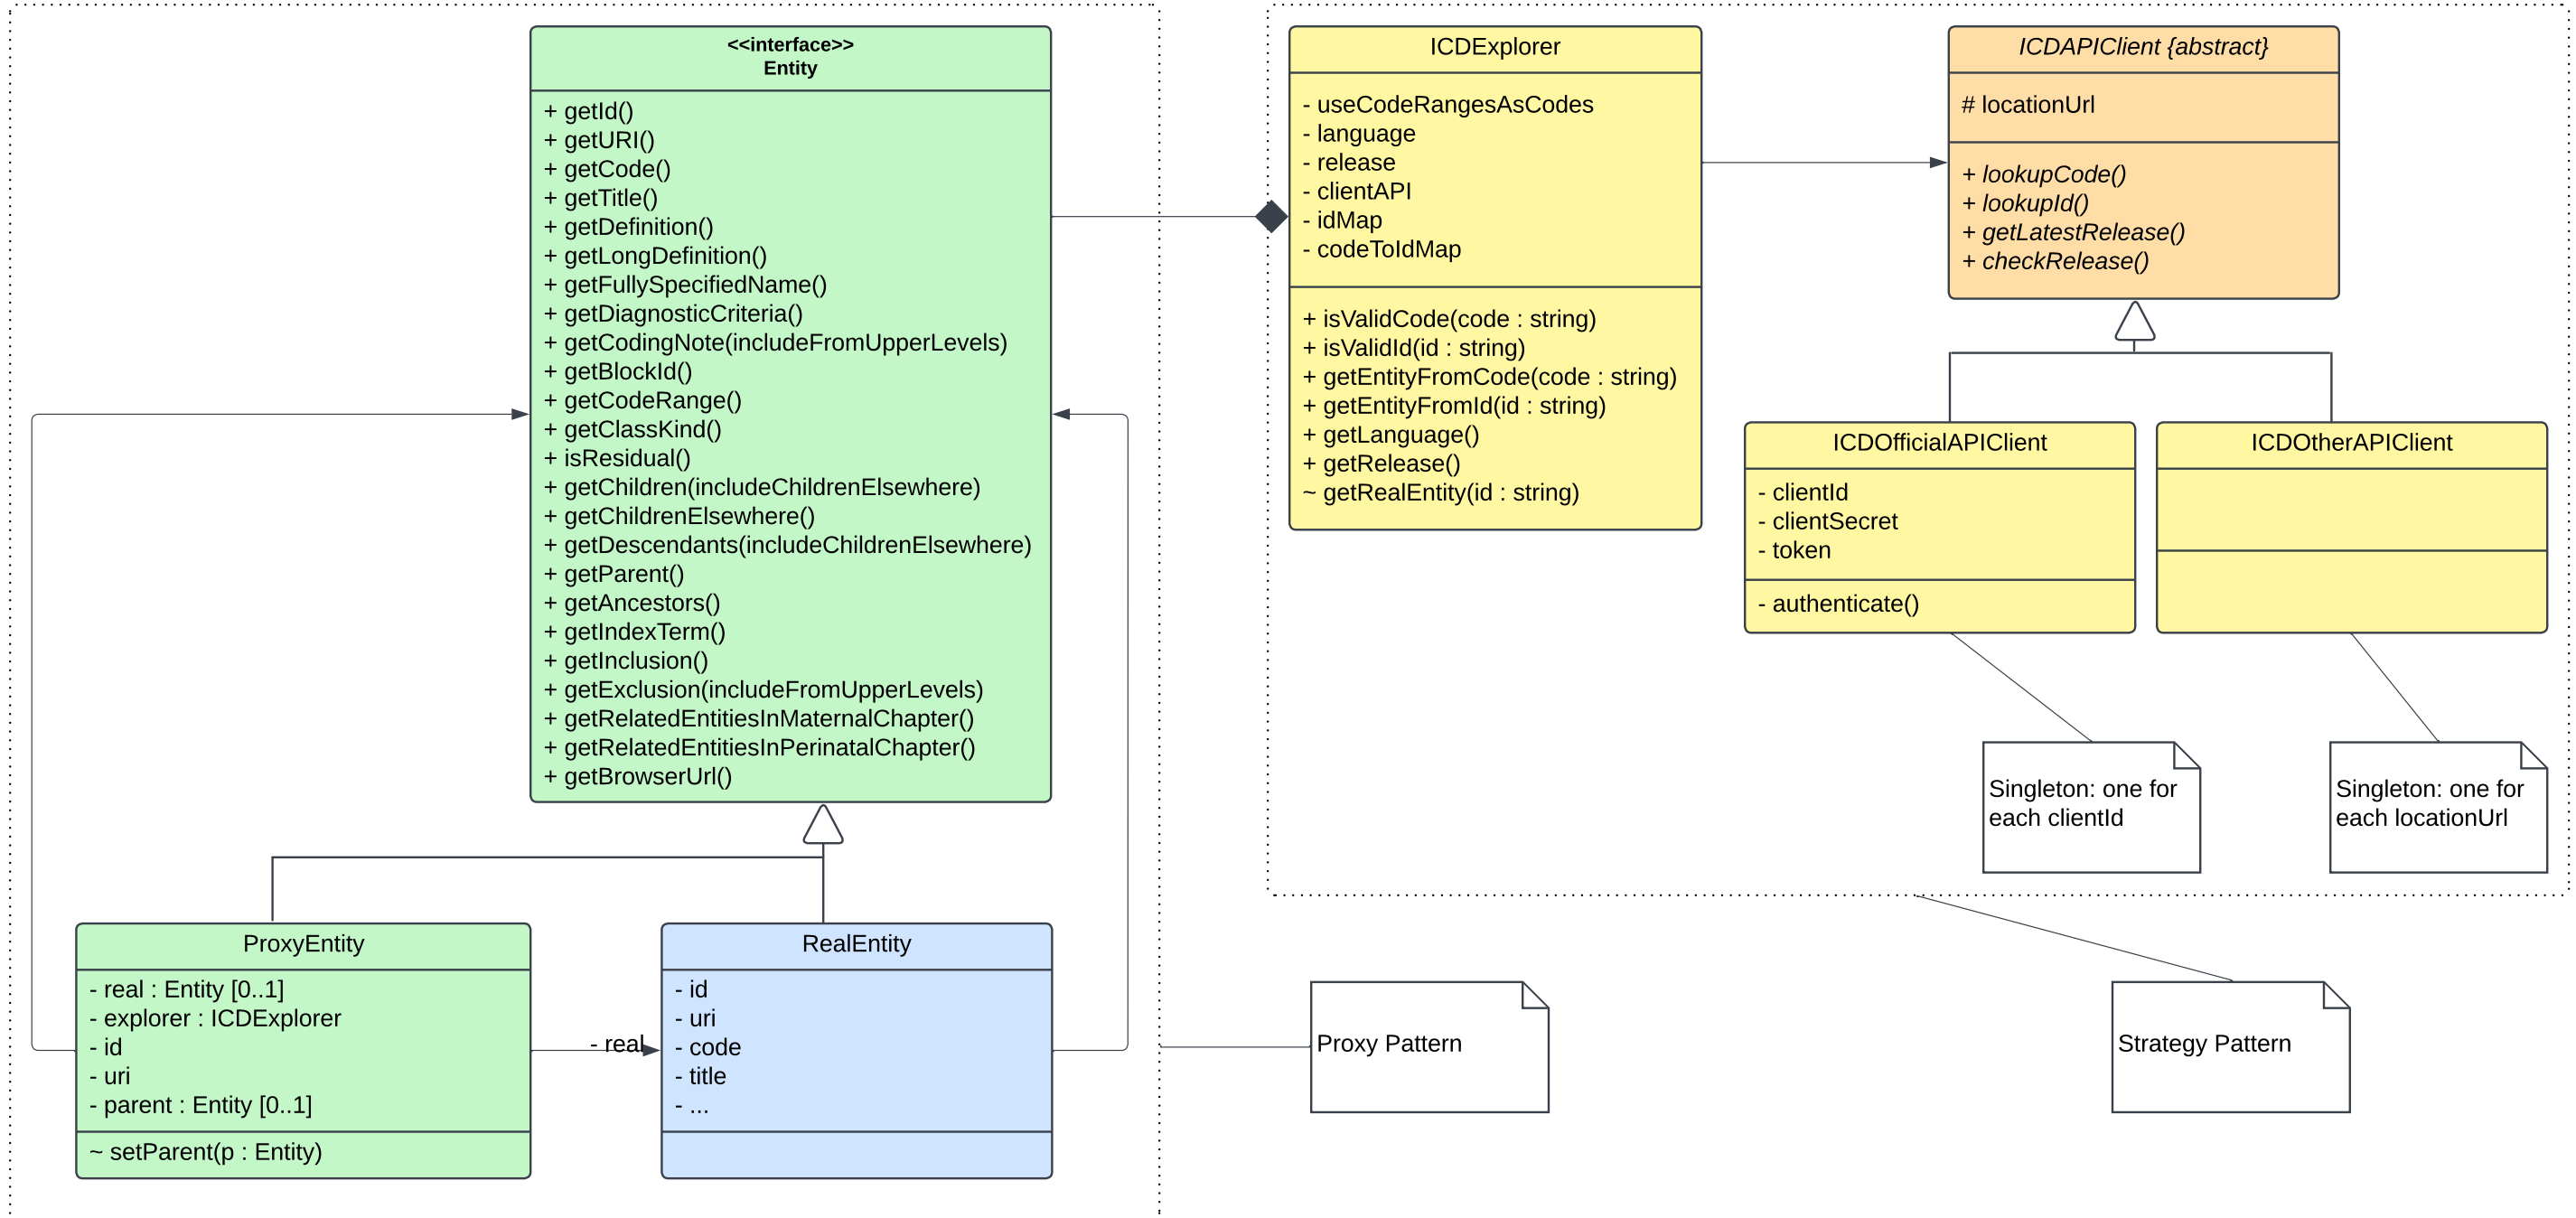 <<interface>>
Entity
+ getId()
+ getURI()
+ getCode()
+ getTitle()
+ getDefinition()
+ getLongDefinition()
+ getFullySpecifiedName()
+ getDiagnosticCriteria()
+ getCodingNote(includeFromUpperLevels)
+ getBlockId()
+ getCodeRange()
+ getClassKind()
+ isResidual()
+ getChildren(includeChildrenElsewhere)
+ getChildrenElsewhere()
+ getDescendants(includeChildrenElsewhere)
+ getParent()
+ getAncestors()
+ getIndexTerm()
+ getInclusion()
+ getExclusion(includeFromUpperLevels)
+ getRelatedEntitiesInMaternalChapter()
+ getRelatedEntitiesInPerinatalChapter()
+ getBrowserUrl()
ProxyEntity
- real : Entity [0..1]
- explorer : ICDExplorer
- id
- uri
- parent : Entity [0..1]
~ setParent(p : Entity)
- real
RealEntity
- id
- uri
- code
- title
- ...
ICDExplorer
- useCodeRangesAsCodes
- language
- release
- clientAPI
- idMap
- codeToIdMap
+ isValidCode(code : string)
+ isValidId(id : string)
+ getEntityFromCode(code : string)
+ getEntityFromId(id : string)
+ getLanguage()
+ getRelease()
~ getRealEntity(id : string)
ICDAPIClient {abstract}
# locationUrl
+ lookupCode()
+ lookupId()
+ getLatestRelease()
+ checkRelease()
ICDOfficialAPIClient
- clientId
- clientSecret
- token
- authenticate()
ICDOtherAPIClient
Singleton: one for
each clientId
Singleton: one for
each locationUrl
Proxy Pattern
Strategy Pattern